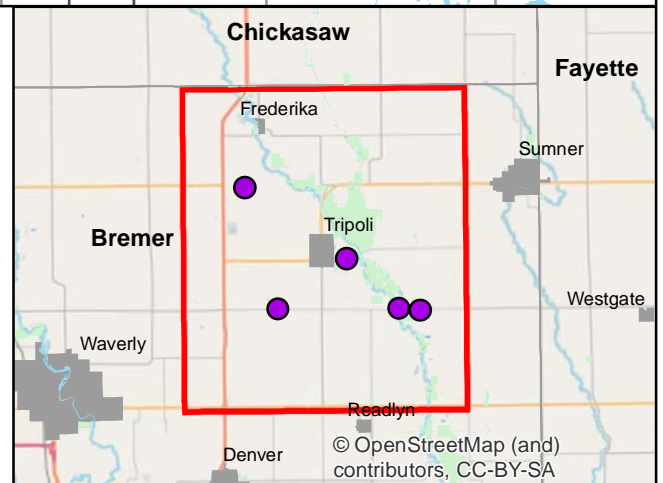 Chickasaw
Fayette
Frederika
Sumner
Tripoli
Bremer
Westgate
Waverly
Readlyn
Denver
© OpenStreetMap (and)
contributors, CC-BY-SA